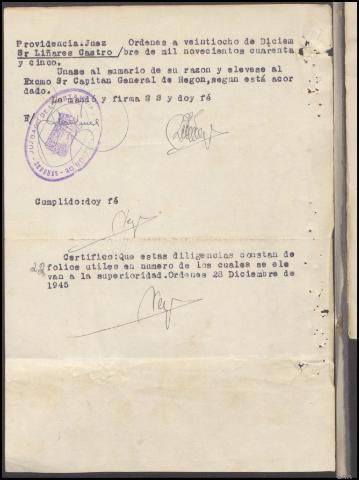 Providencia.Juez Ordenes a veintiocho de Diciem
Sr Liñares Castro /bre de mil novecientos cuarenta
y cinco.
Unase al sumario de su razon y elevese al
Excmo Sr Capitan General de Region,segun está acor
dado.
Lo mandó y firma S S y doy fé
E
Cumplido:doy fé
Certifico:Que estas diligencias constan de
22 folios utiles en numero de los cuales se ele
van a la superioridad.Ordenes 28 Diciembre de
1945